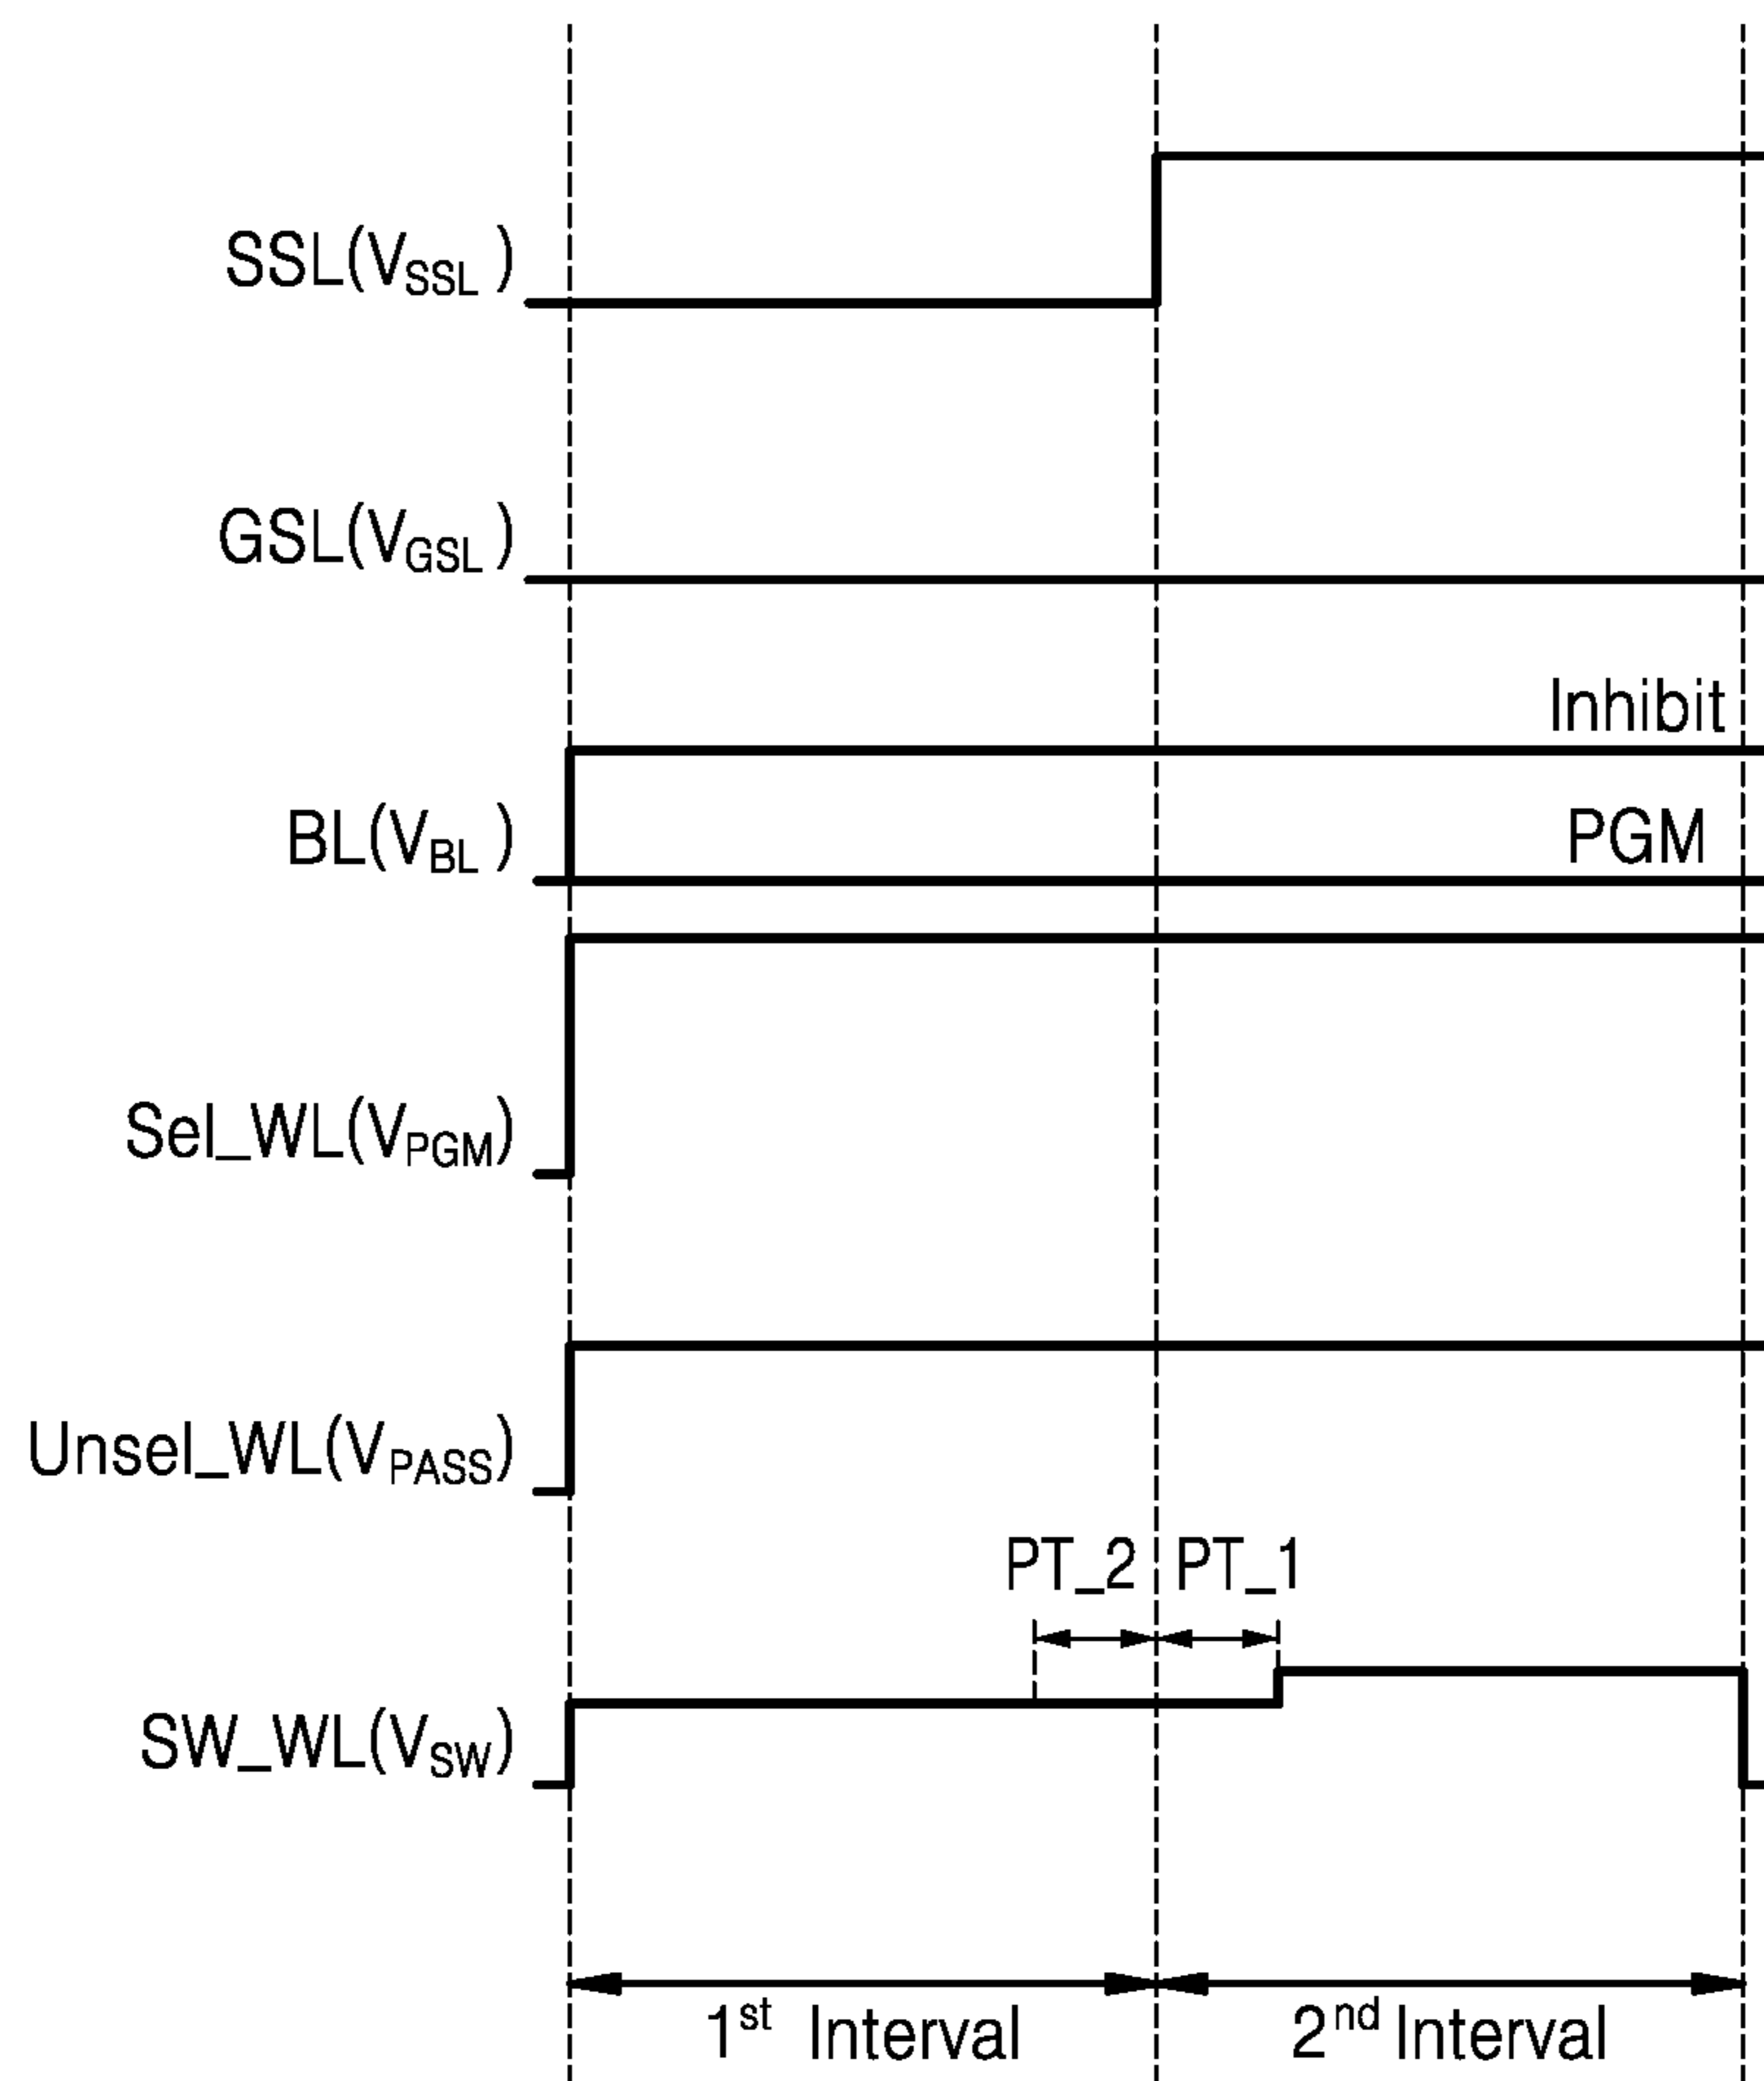 SSL(VSSL )
GSL(VGSL )
Inhibit
BL(VBL )
PGM
Sel_WL(VPGM)
Unsel_WL(VPASS)
PT_2
PT_1
SW_WL(VSW)
1st Interval
2nd Interval